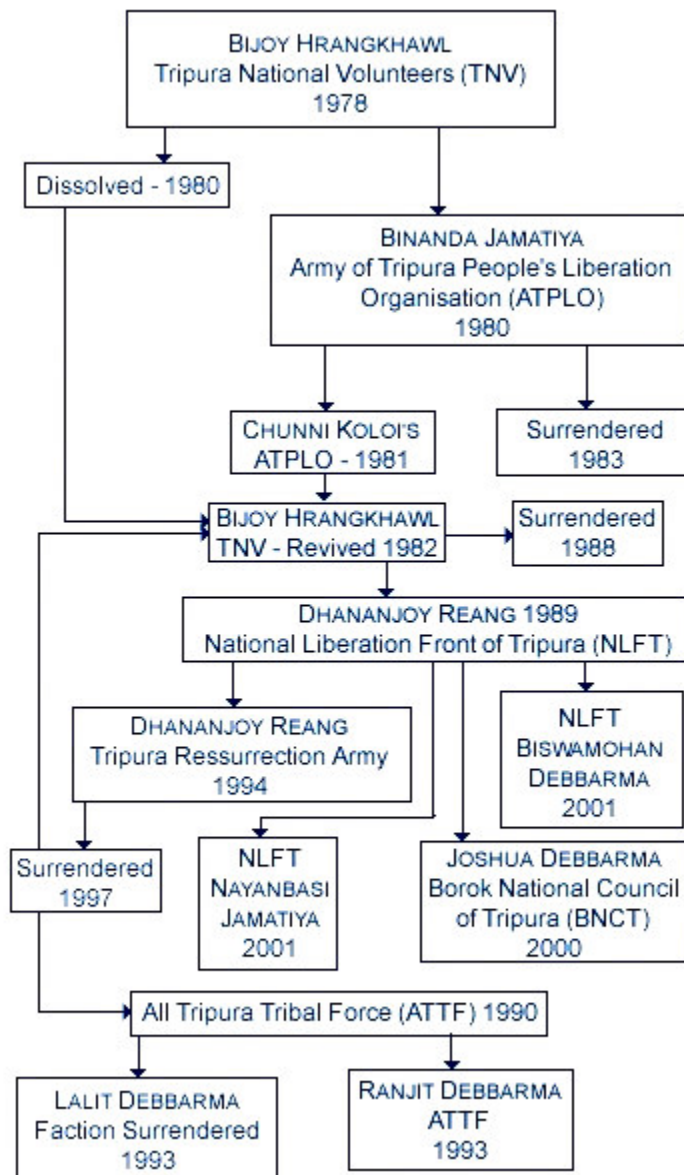 BIJOY HRANGKHAWL
Tripura National Volunteers (TNV)
1978
Dissolved - 1980
BINANDA JAMATIYA
Army of Tripura People's Liberation
Organisation (ATPLO)
1980
CHUNNI KOLOI'S
ATPLO - 1981
Surrendered
1983
BIJOY HRANGKHAWL
TNV - Revived 1982
Surrendered
1988
DHANANJOY REANG 1989
National Liberation Front of Tripura (NLFT)
DHANANJOY REANG
Tripura Ressurrection Army
1994
NLFT
BISWAMOHAN
DEBBARMA
2001
Surrendered
1997
NLFT
NAYANBASI
JAMATIYA
2001
JOSHUA DEBBARMA
Borok National Council
of Tripura (BNCT)
2000
All Tripura Tribal Force (ATTF) 1990
LALIT DEBBARMA
Faction Surrendered
1993
RANJIT DEBBARMA
ATTF
1993